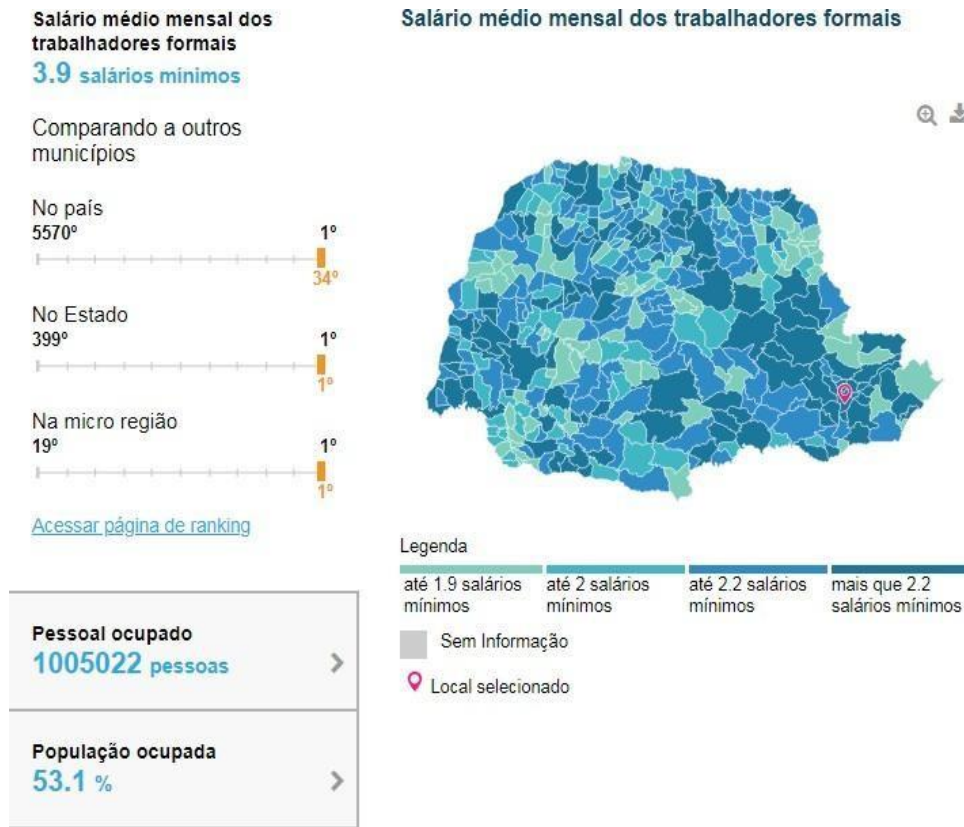 Salário médio mensal dos
trabalhadores formais
3.9 salários mínimos
Comparando a outros
municípios
No país
5570º 1º
34º
No Estado
399º 1º
1º
Na micro região
19º 1º
1º
Acessar página de ranking
Pessoal ocupado
1005022 pessoas
População ocupada
53.1 %
Salário médio mensal dos trabalhadores formais
Legenda
até 1.9 salários
mínimos
até 2 salários
mínimos
até 2.2 salários
mínimos
mais que 2.2
salários mínimos
Sem Informação
Local selecionado